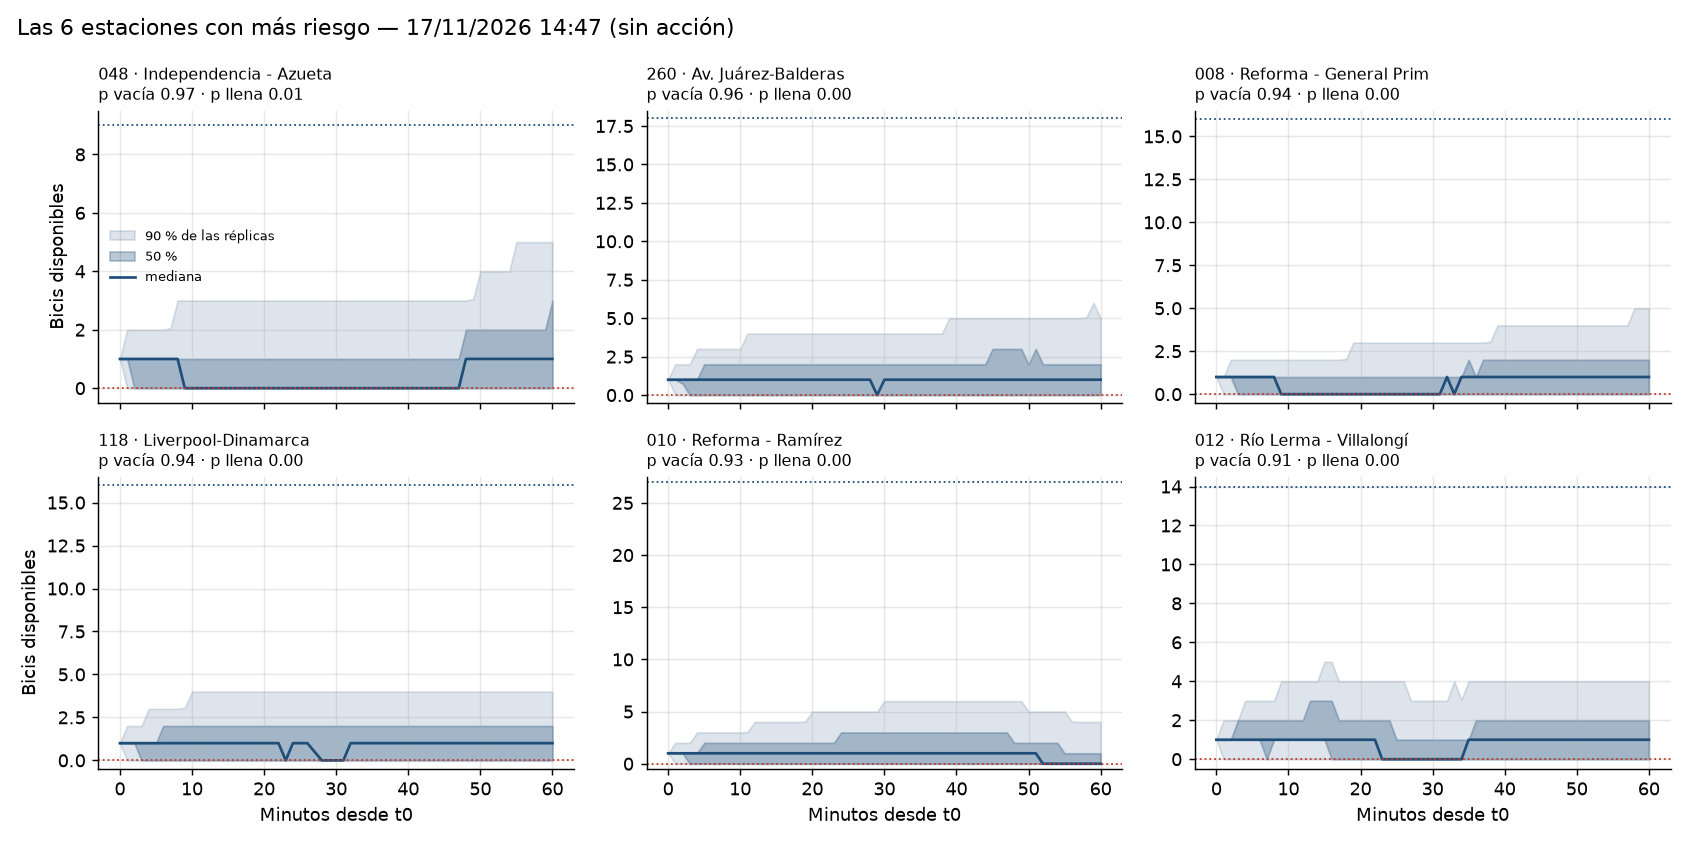 Las 6 estaciones con más riesgo — 17/11/2026 14:47 (sin acción)
048 · Independencia - Azueta
p vacía 0.97 · p llena 0.01
Bicis disponibles
8
6
4
2
0
90 % de las réplicas
50 %
mediana
260 · Av. Juárez-Balderas
p vacía 0.96 · p llena 0.00
17.5
15.0
12.5
10.0
7.5
5.0
2.5
0.0
008 · Reforma - General Prim
p vacía 0.94 · p llena 0.00
15.0
12.5
10.0
7.5
5.0
2.5
0.0
118 · Liverpool-Dinamarca
p vacía 0.94 · p llena 0.00
Bicis disponibles
15.0
12.5
10.0
7.5
5.0
2.5
0.0
0 10 20 30 40 50 60
Minutos desde t0
010 · Reforma - Ramírez
p vacía 0.93 · p llena 0.00
25
20
15
10
5
0
0 10 20 30 40 50 60
Minutos desde t0
012 · Río Lerma - Villalongí
p vacía 0.91 · p llena 0.00
14
12
10
8
6
4
2
0
0 10 20 30 40 50 60
Minutos desde t0